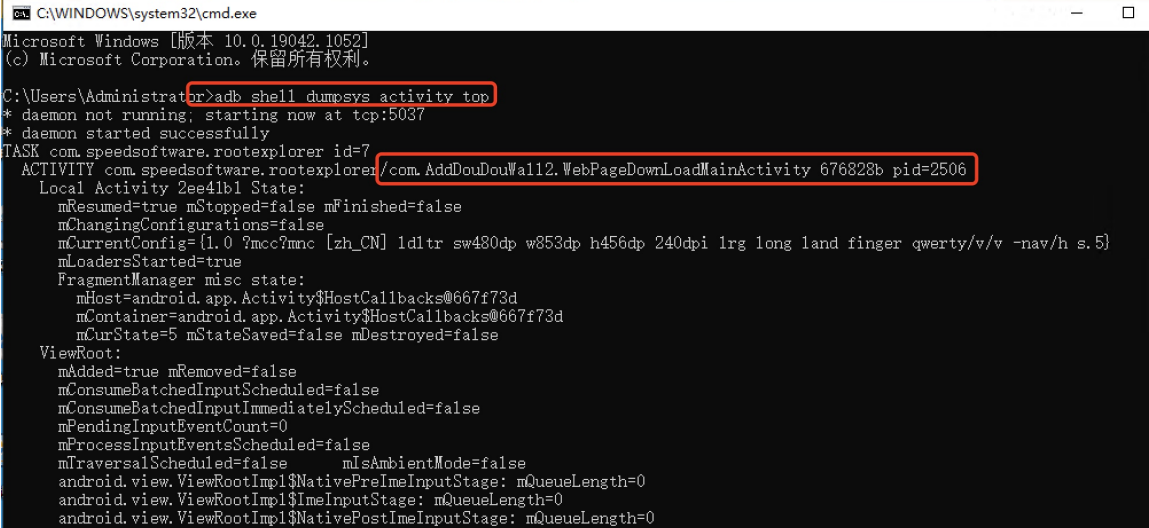 C:\WINDOWS\system32\cmd.exe
Microsoft Windows [版本 10.0.19042.1052]
(c) Microsoft Corporation。保留所有权利。
C:\Users\Administrator>adb shell dumpsys activity top
* daemon not running; starting now at tcp:5037
* daemon started successfully
TASK com.speedsoftware.rootexplorer id=7
ACTIVITY com.speedsoftware.rootexplorer/com.AddDouDouWall2.WebPageDownLoadMainActivity 676828b pid=2506
Local Activity 2ee41b1 State:
mResumed=true mStopped=false mFinished=false
mChangingConfigurations=false
mCurrentConfig={1.0 ?mcc?mnc [zh_CN] ldltr sw480dp w853dp h456dp 240dpi lrg long land finger qwerty/v/v -nav/h s.5}
mLoadersStarted=true
FragmentManager misc state:
mHost=android.app.Activity$HostCallbacks@667f73d
mContainer=android.app.Activity$HostCallbacks@667f73d
mCurState=5 mStateSaved=false mDestroyed=false
ViewRoot:
mAdded=true mRemoved=false
mConsumeBatchedInputScheduled=false
mConsumeBatchedInputImmediatelyScheduled=false
mPendingInputEventCount=0
mProcessInputEventsScheduled=false
mTraversalScheduled=false mIsAmbientMode=false
android.view.ViewRootImpl$NativePreImeInputStage: mQueueLength=0
android.view.ViewRootImpl$ImeInputStage: mQueueLength=0
android.view.ViewRootImpl$NativePostImeInputStage: mQueueLength=0